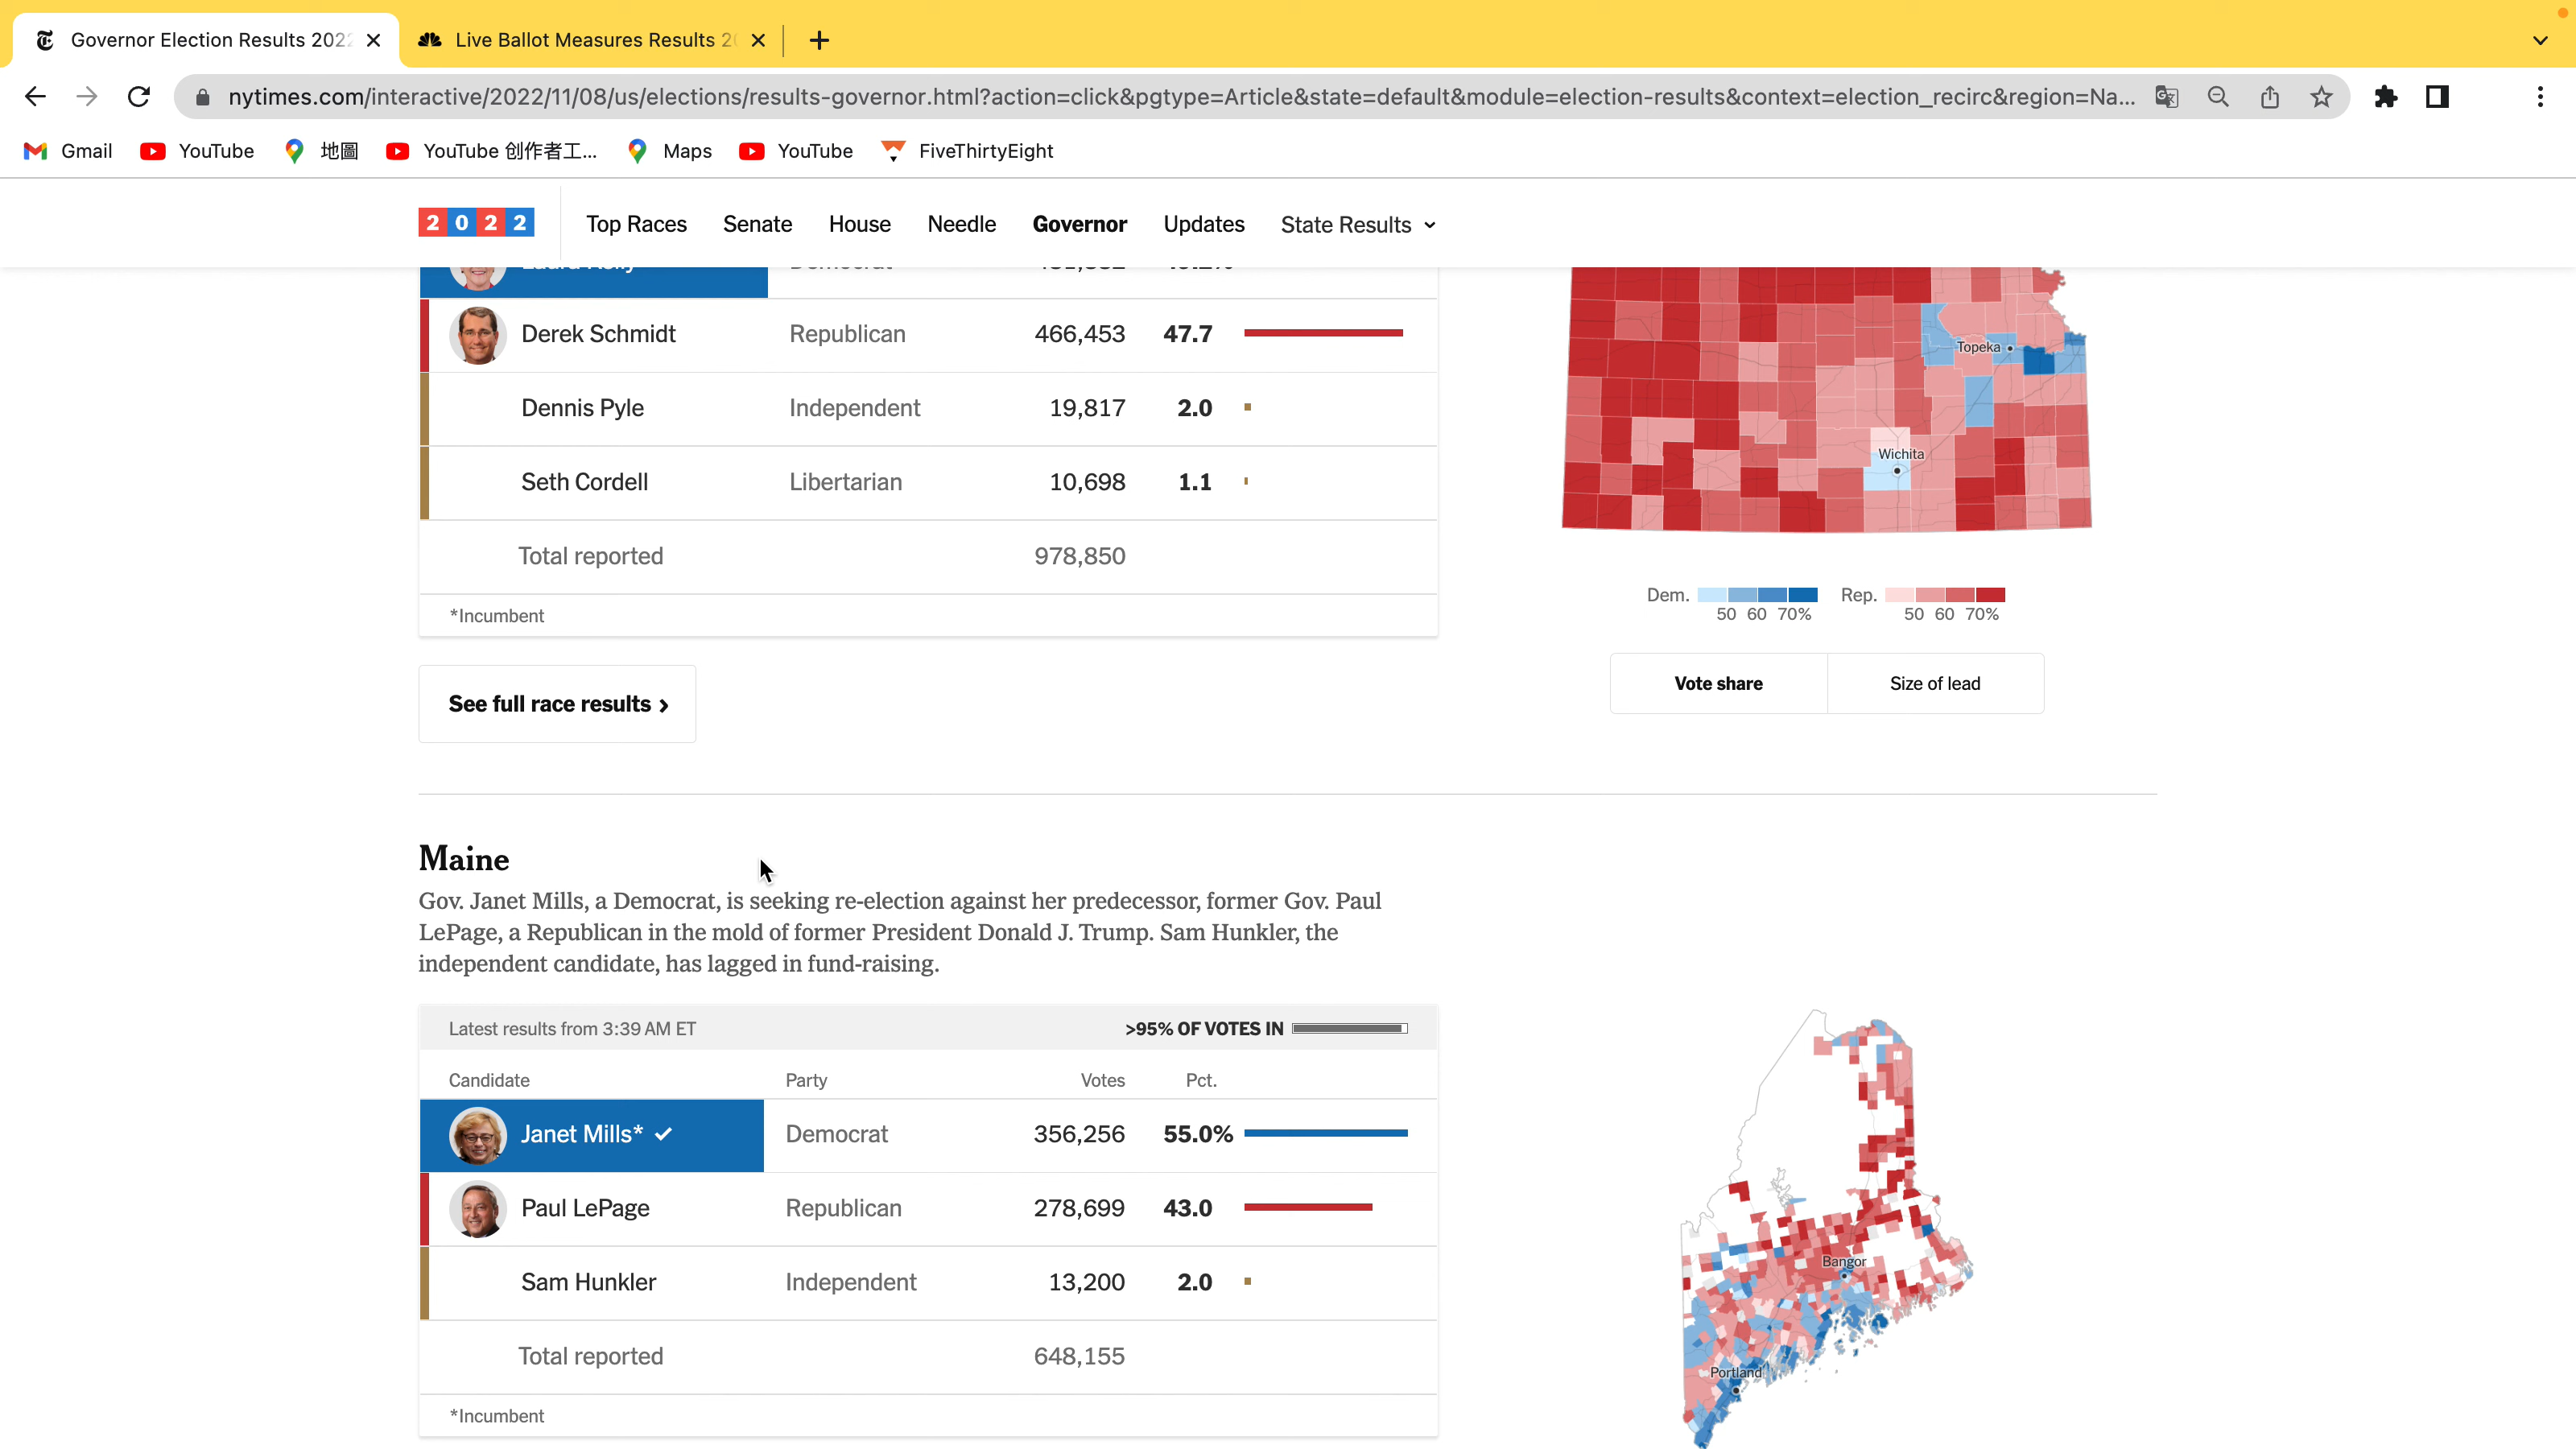 Governor Election Results 2022
Live Ballot Measures Results 20
nytimes.com/interactive/2022/11/08/us/elections/results-governor.html?action=click&pgtype=Article&state=default&module=election-results&context=election_recirc&region=Na...
Gmail
YouTube
地圖
YouTube 创作者工...
Maps
YouTube
FiveThirtyEight
2022
Top Races
Senate
House
Needle
Governor
Updates
State Results
Derek Schmidt Republican 466,453 47.7
Dennis Pyle Independent 19,817 2.0
Seth Cordell Libertarian 10,698 1.1
Total reported 978,850
*Incumbent
See full race results ›
Topeka
Wichita
Dem. 50 60 70%
Rep. 50 60 70%
Vote share
Size of lead
Maine
Gov. Janet Mills, a Democrat, is seeking re-election against her predecessor, former Gov. Paul
LePage, a Republican in the mold of former President Donald J. Trump. Sam Hunkler, the
independent candidate, has lagged in fund-raising.
Latest results from 3:39 AM ET >95% OF VOTES IN
Candidate Party Votes Pct.
Janet Mills* ✓ Democrat 356,256 55.0%
Paul LePage Republican 278,699 43.0
Sam Hunkler Independent 13,200 2.0
Total reported 648,155
*Incumbent
Bangor
Portland